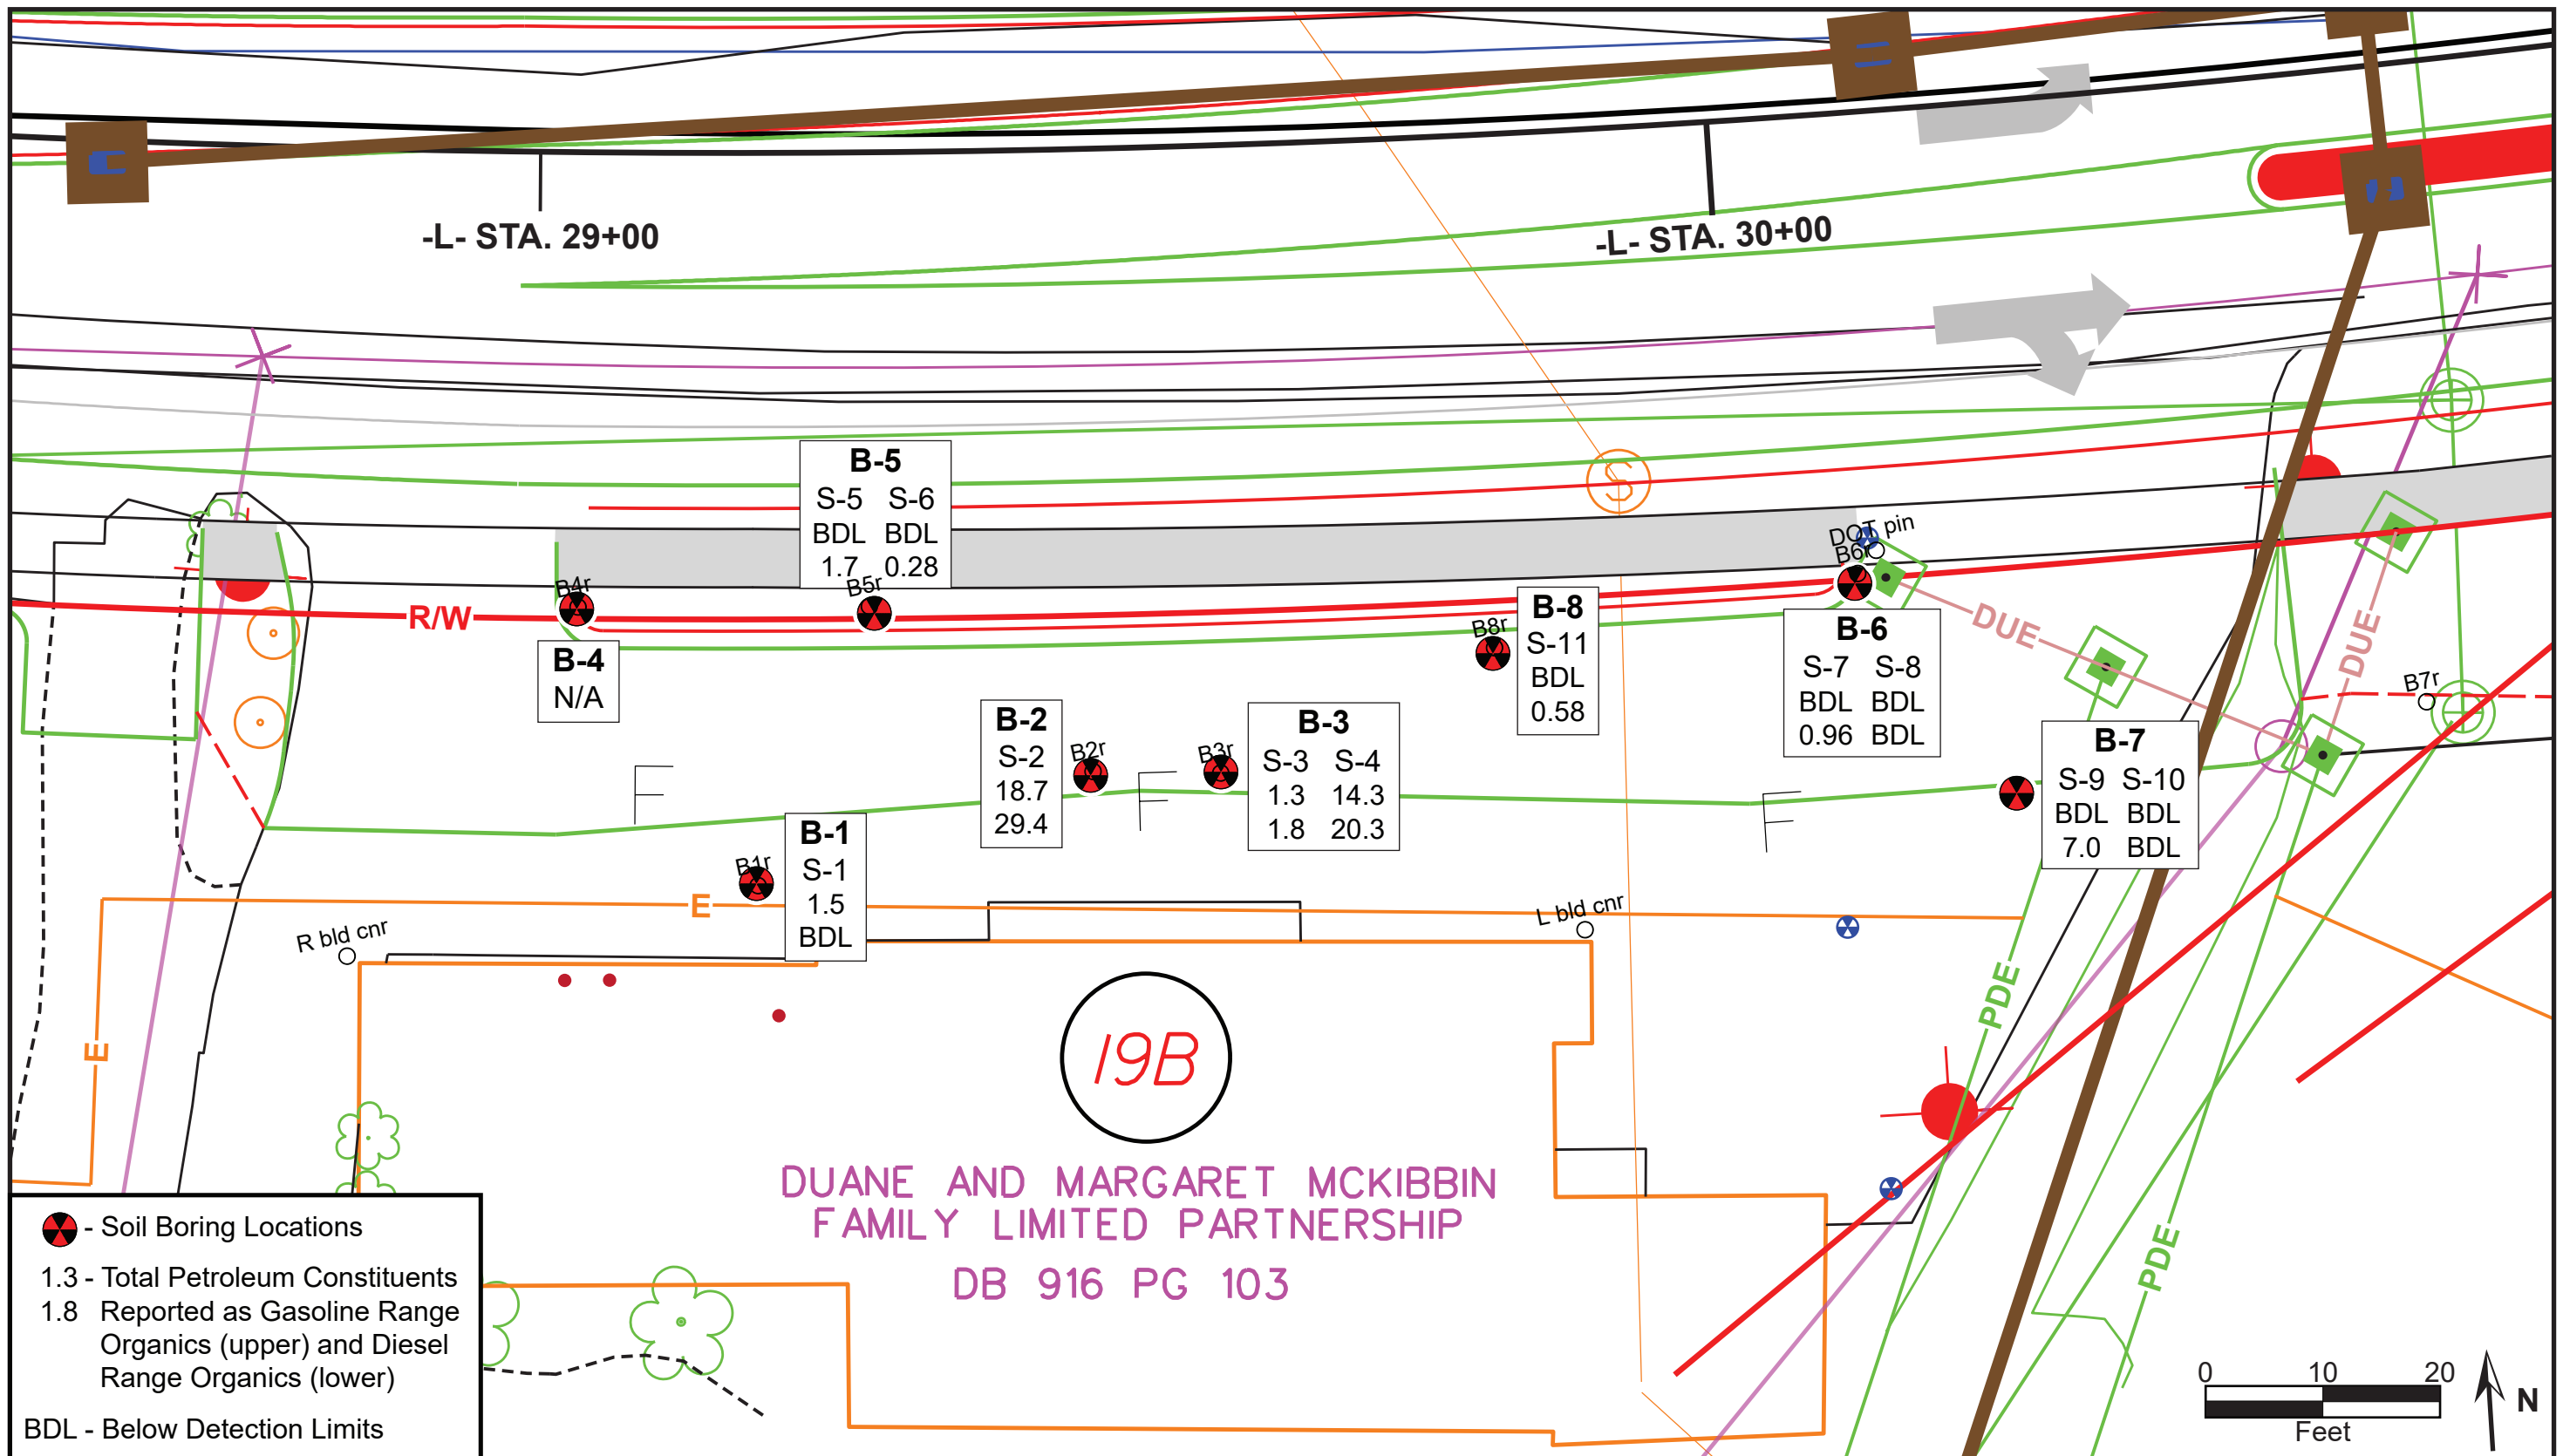 -L- STA. 29+00
-L- STA. 30+00
B-5
S-5 S-6
BDL BDL
1.7 0.28
S
DOT pin
B6r
B4r
B5r
R/W
B-4
N/A
B8r
B-8
S-11
BDL
0.58
B-6
S-7 S-8
BDL BDL
0.96 BDL
DUE
DUE
B7r
B-2
S-2
18.7
29.4
B2r
B3r
B-3
S-3 S-4
1.3 14.3
1.8 20.3
B-7
S-9 S-10
BDL BDL
7.0 BDL
F
F
F
B1r
B-1
S-1
1.5
BDL
E
E
R bld cnr
L bld cnr
PDE
PDE
19B
DUANE AND MARGARET MCKIBBIN
FAMILY LIMITED PARTNERSHIP
DB 916 PG 103
- Soil Boring Locations
1.3 - Total Petroleum Constituents
1.8 Reported as Gasoline Range
Organics (upper) and Diesel
Range Organics (lower)
BDL - Below Detection Limits
0 10 20
Feet
N